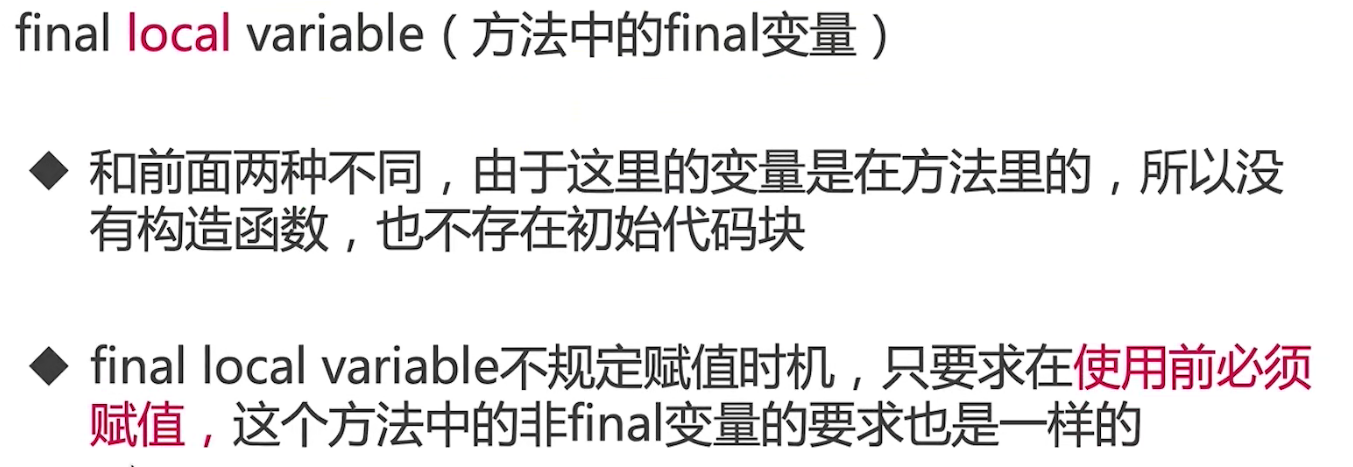 final local variable（方法中的final变量）
◆ 和前面两种不同，由于这里的变量是在方法里的，所以没
有构造函数，也不存在初始代码块
◆ final local variable不规定赋值时机，只要求在使用前必须
赋值，这个方法中的非final变量的要求也是一样的